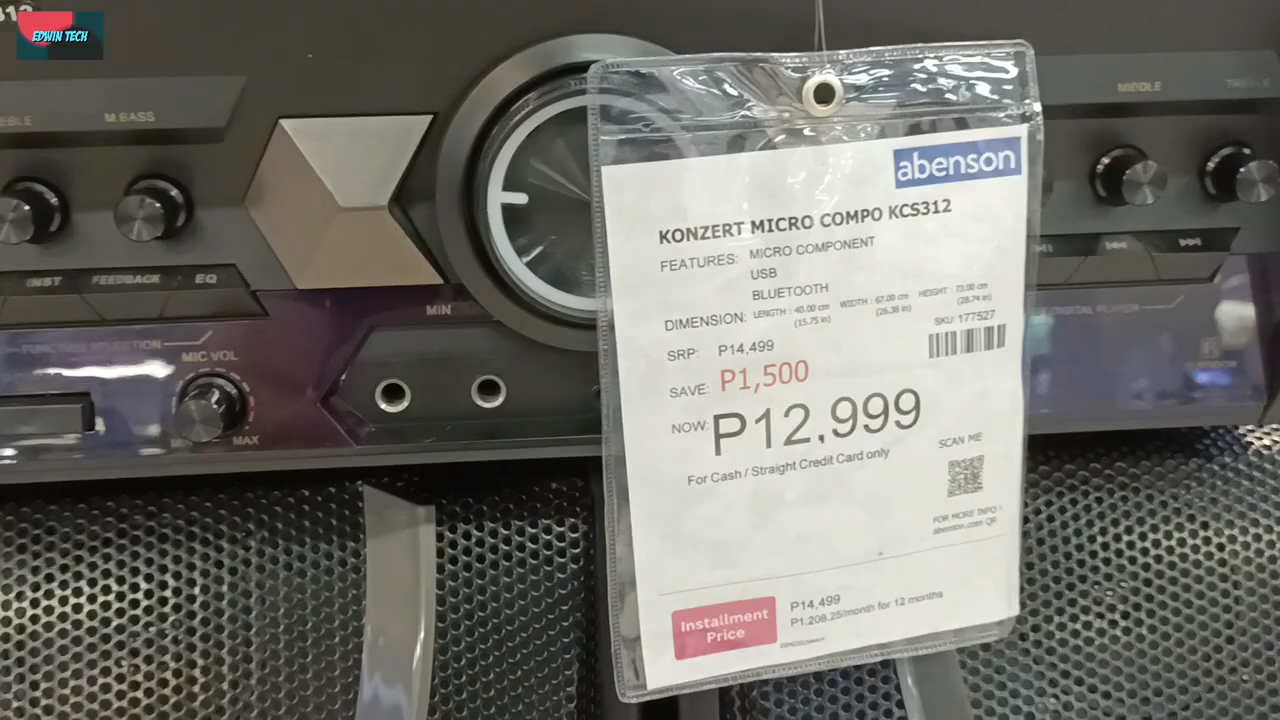 312
EDWIN TECH
M.BASS
MIDDLE
INST FEEDBACK EQ
MIN
FUNCTION SELECTION
MIC VOL
MAX
abenson
KONZERT MICRO COMPO KCS312
FEATURES: MICRO COMPONENT
USB
BLUETOOTH
DIMENSION: LENGTH : 40.00 cm WIDTH : 67.00 cm HEIGHT : 73.00 cm
(15.75 in) (26.38 in) (28.74 in)
SKU: 177527
SRP: P14,499
SAVE: P1,500
NOW: P12,999
For Cash / Straight Credit Card only
SCAN ME
FOR MORE INFO !
abenson.com QR
Installment
Price
P14,499
P1,208.25/month for 12 months